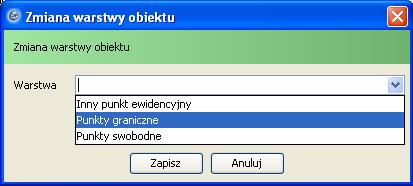 Zmiana warstwy obiektu
Zmiana warstwy obiektu
Warstwa
Inny punkt ewidencyjny
Punkty graniczne
Punkty swobodne
Zapisz Anuluj